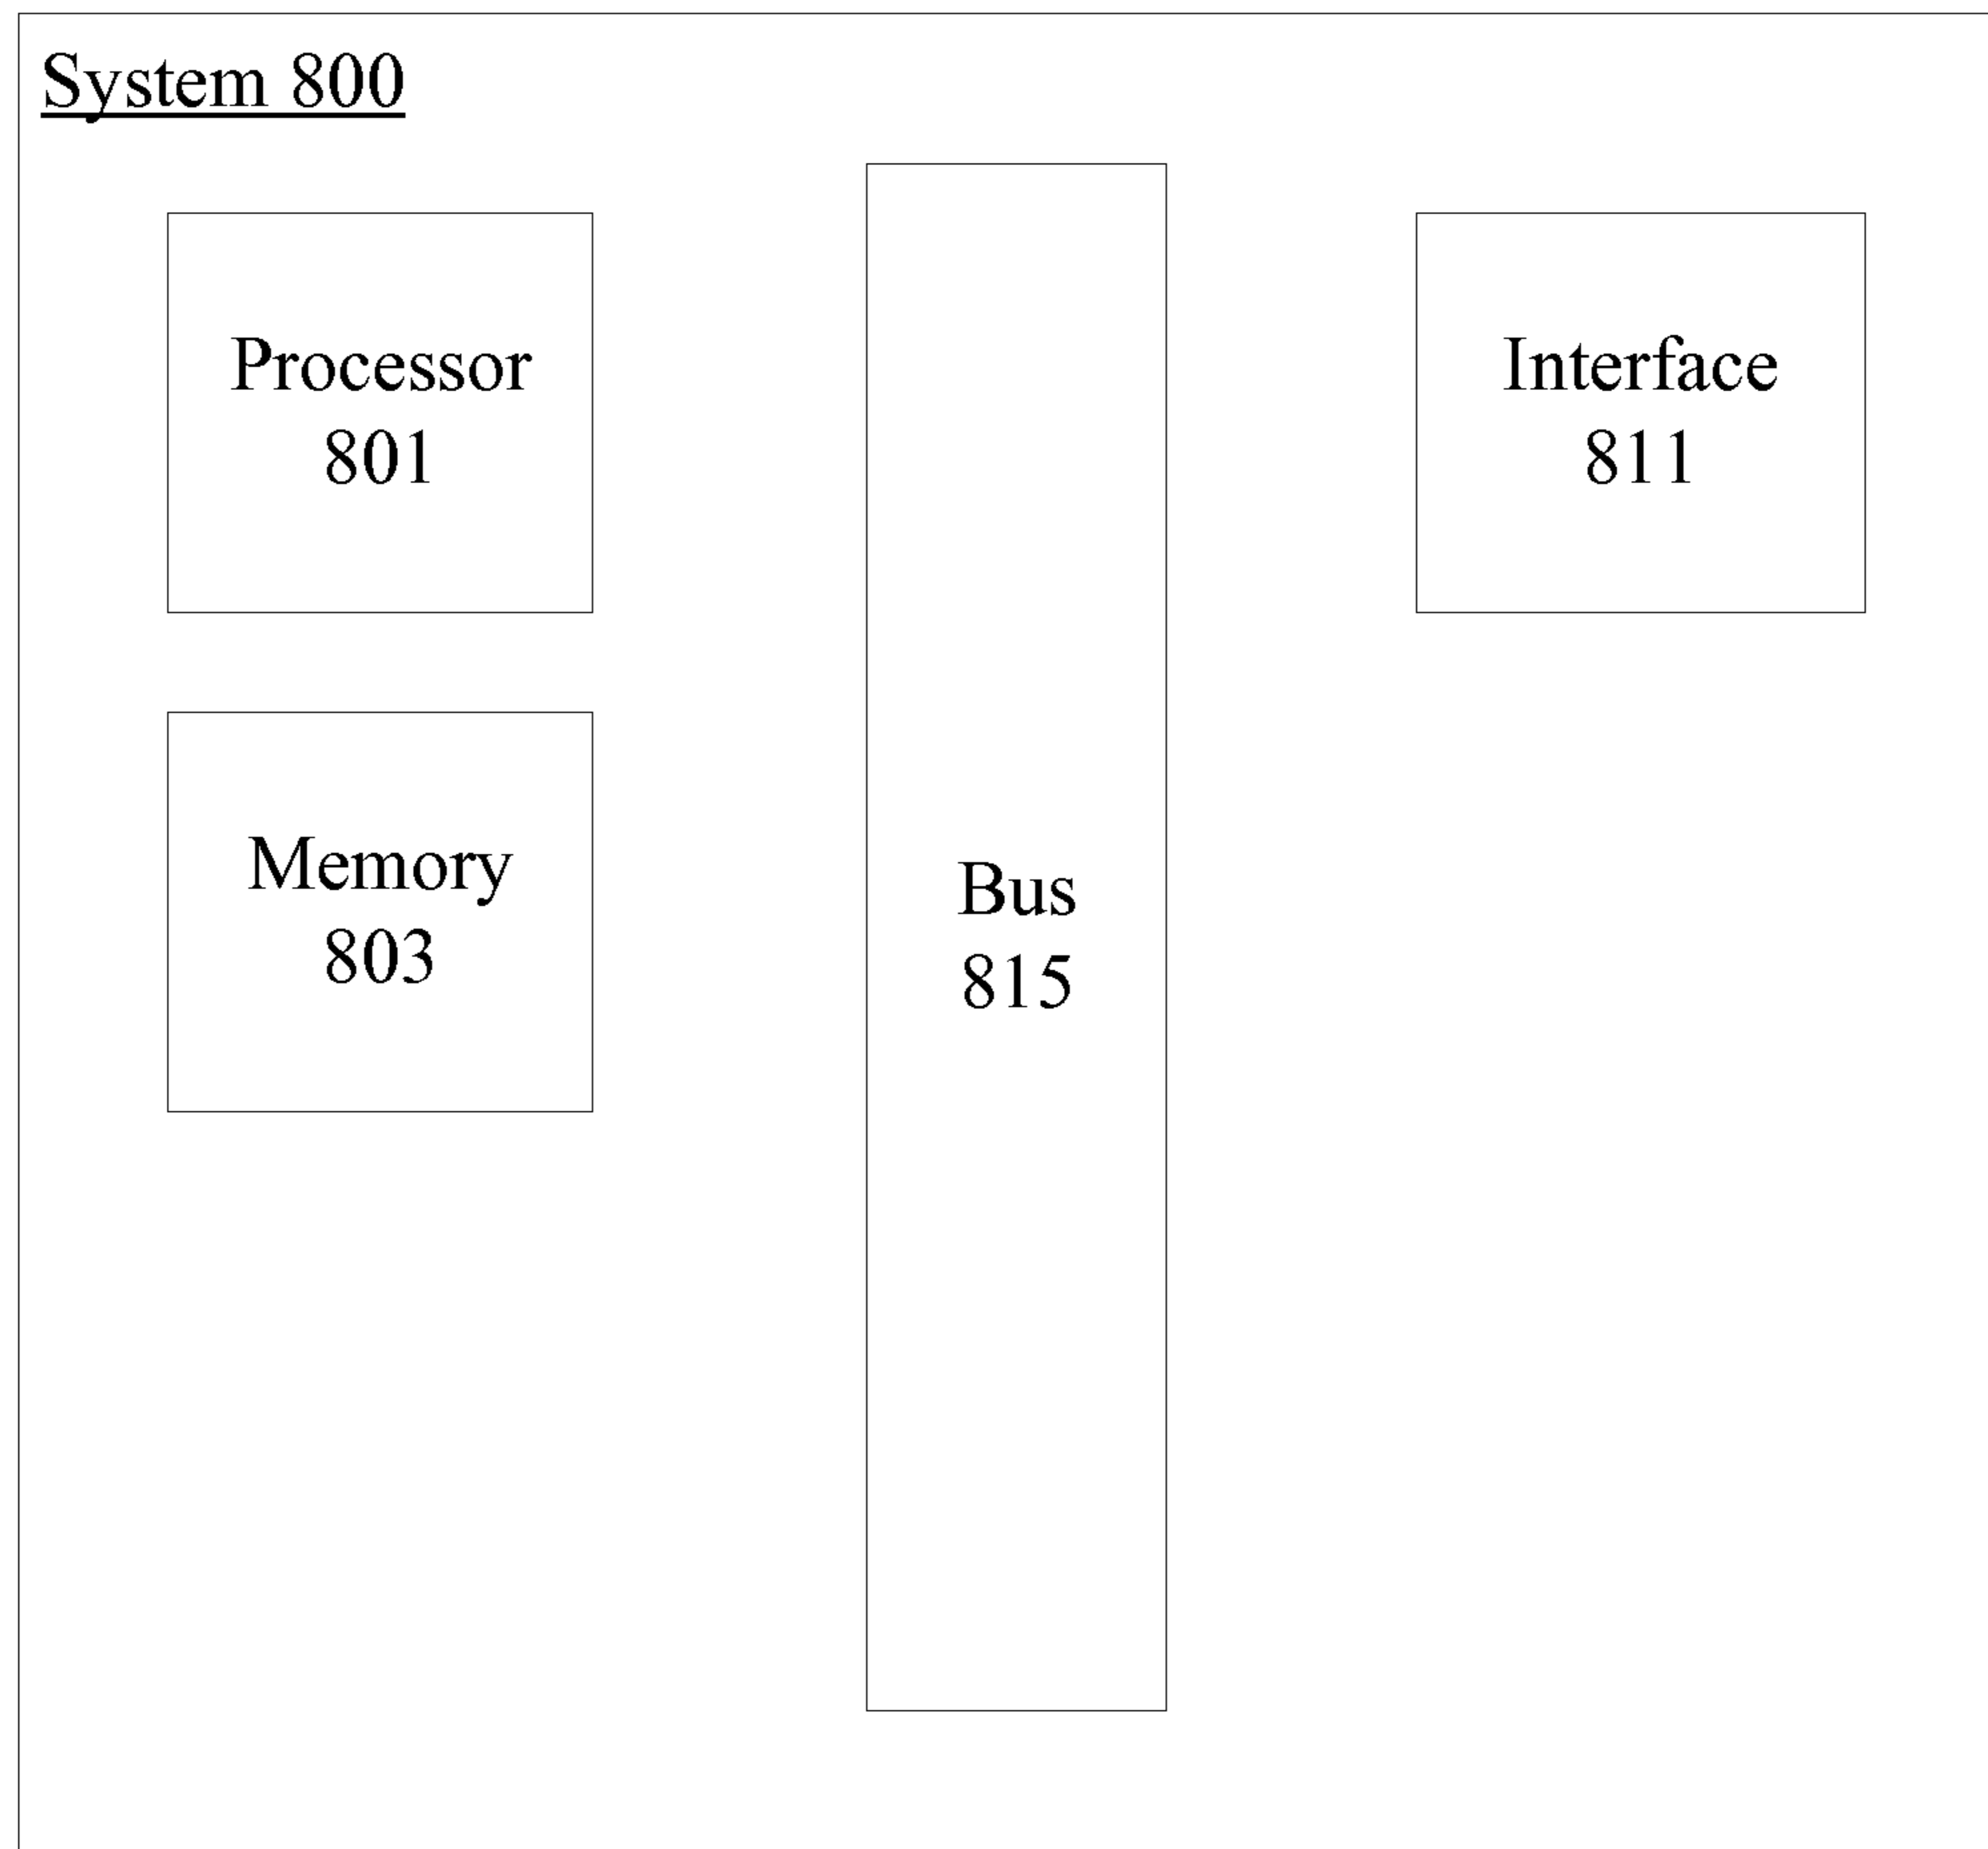 System 800
Processor
801
Interface
811
Memory
803
Bus
815